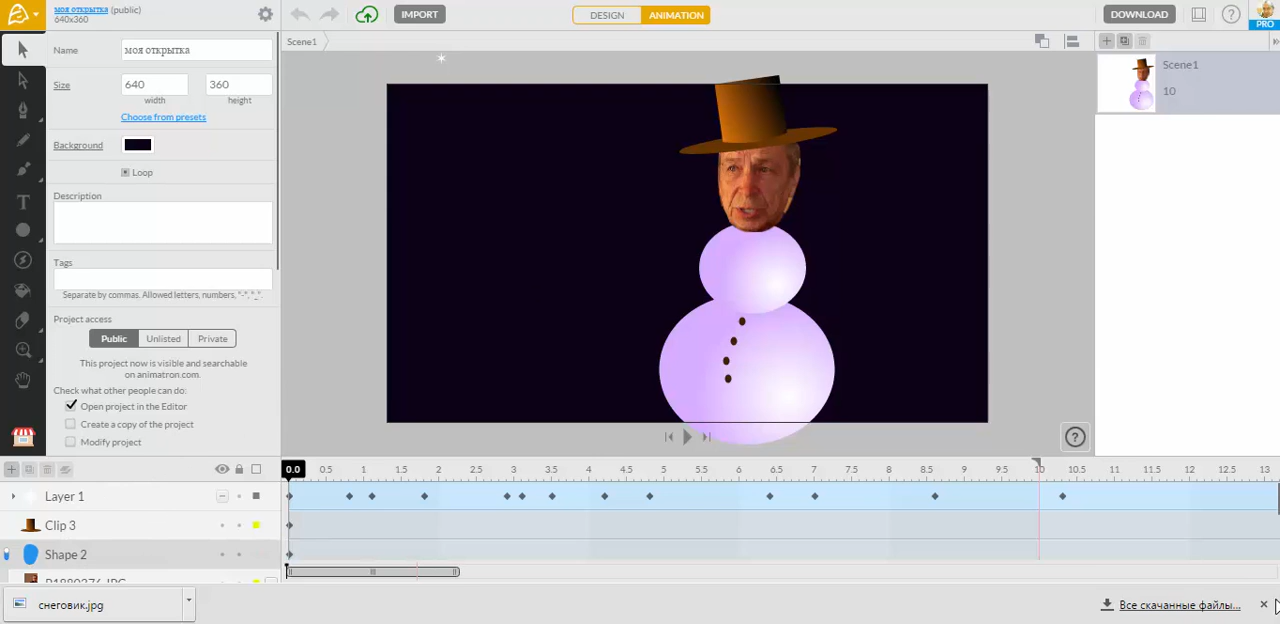 моя открытка (public)
640x360
IMPORT
DESIGN
ANIMATION
DOWNLOAD
PRO
Scene1
Name
моя открытка
Size
640
360
width
height
Choose from presets
Background
Loop
Description
Tags
Separate by commas. Allowed letters, numbers, "-", "_".
Project access
Public
Unlisted
Private
This project now is visible and searchable
on animatron.com.
Check what other people can do:
Open project in the Editor
Create a copy of the project
Modify project
Scene1
10
0.0 0.5 1 1.5 2 2.5 3 3.5 4 4.5 5 5.5 6 6.5 7 7.5 8 8.5 9 9.5 10 10.5 11 11.5 12 12.5 13
Layer 1
Clip 3
Shape 2
P1880376.JPG
снеговик.jpg
Все скачанные файлы...